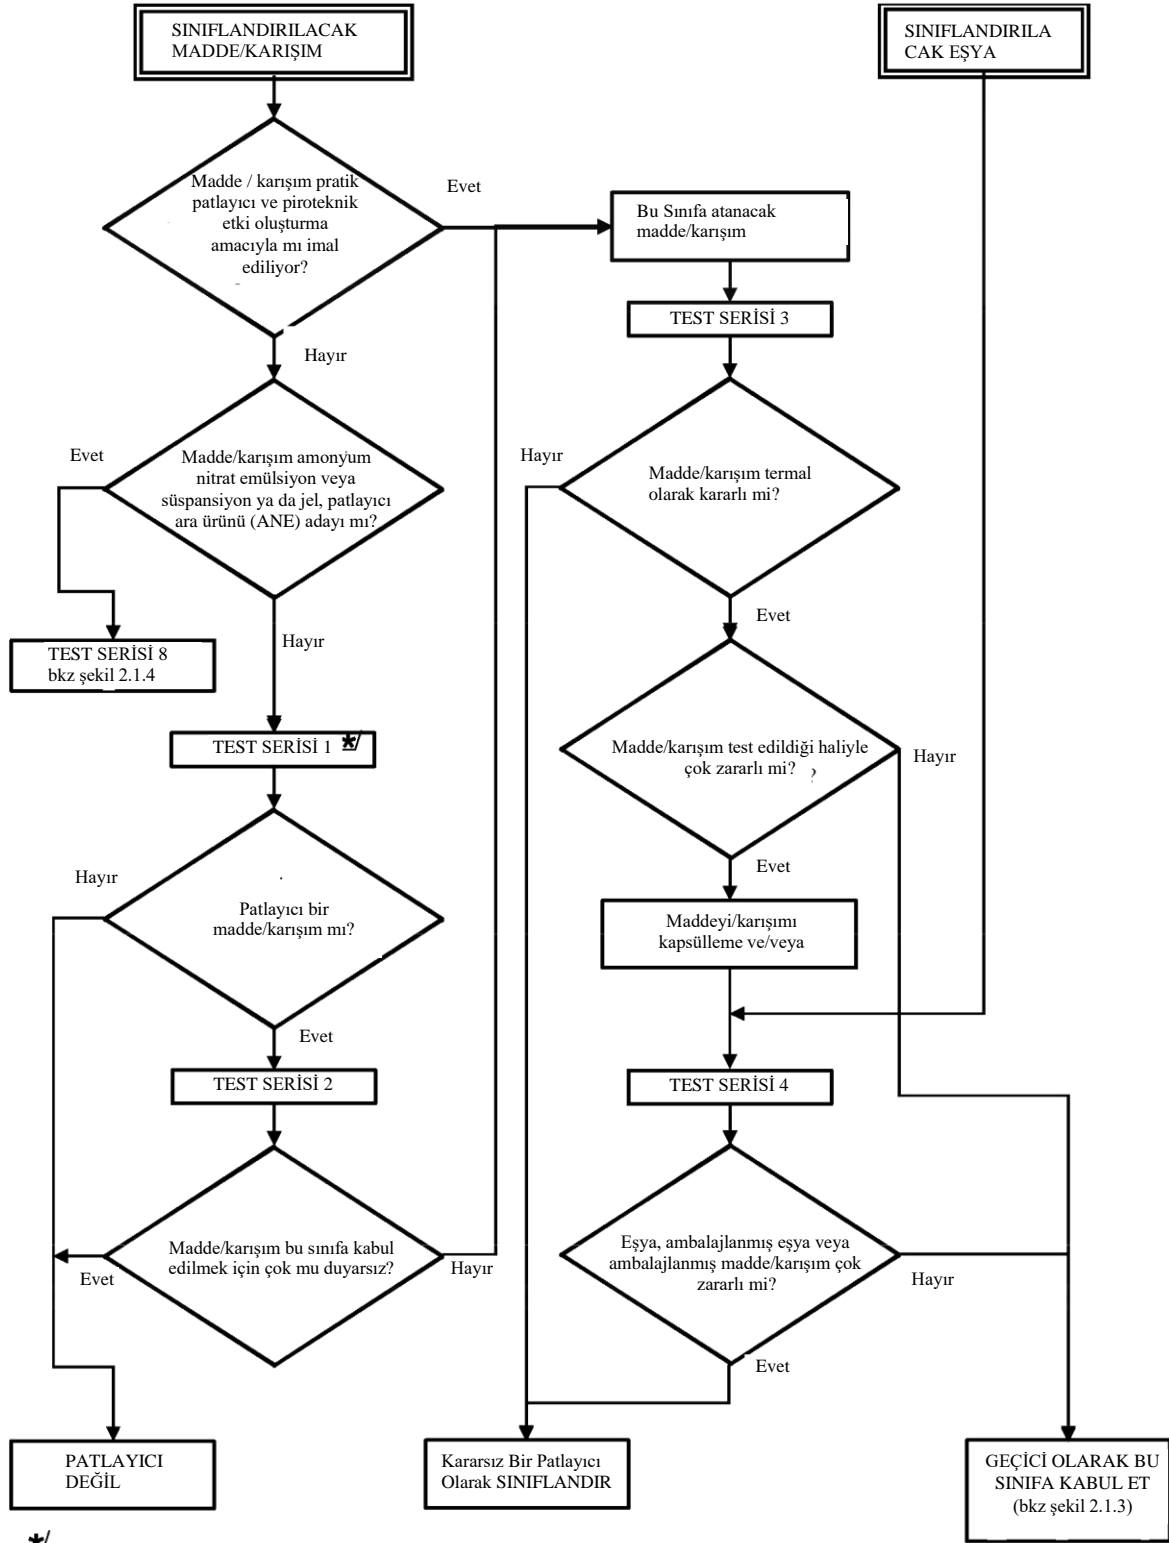 SINIFLANDIRILACAK
MADDE/KARIŞIM
SINIFLANDIRILA
CAK EŞYA
Madde / karışım pratik
patlayıcı ve piroteknik
etki oluşturma
amacıyla mı imal
ediliyor?
Evet
Bu Sınıfa atanacak
madde/karışım
TEST SERİSİ 3
Hayır
Evet
Madde/karışım amonyum
nitrat emülsiyon veya
süspansiyon ya da jel, patlayıcı
ara ürünü (ANE) adayı mı?
Hayır
Madde/karışım termal
olarak kararlı mi?
Evet
Hayır
TEST SERİSİ 8
bkz şekil 2.1.4
TEST SERİSİ 1 */
Madde/karışım test edildiği haliyle
çok zararlı mi? ?
Hayır
Evet
Hayır
Patlayıcı bir
madde/karışım mı?
Maddeyi/karışımı
kapsülleme ve/veya
Evet
TEST SERİSİ 2
TEST SERİSİ 4
Madde/karışım bu sınıfa kabul
edilmek için çok mu duyarsız?
Evet
Hayır
Eşya, ambalajlanmış eşya veya
ambalajlanmış madde/karışım çok
zararlı mi?
Hayır
Evet
PATLAYICI
DEĞİL
Kararsız Bir Patlayıcı
Olarak SINIFLANDIR
GEÇİCİ OLARAK BU
SINIFA KABUL ET
(bkz şekil 2.1.3)
*/